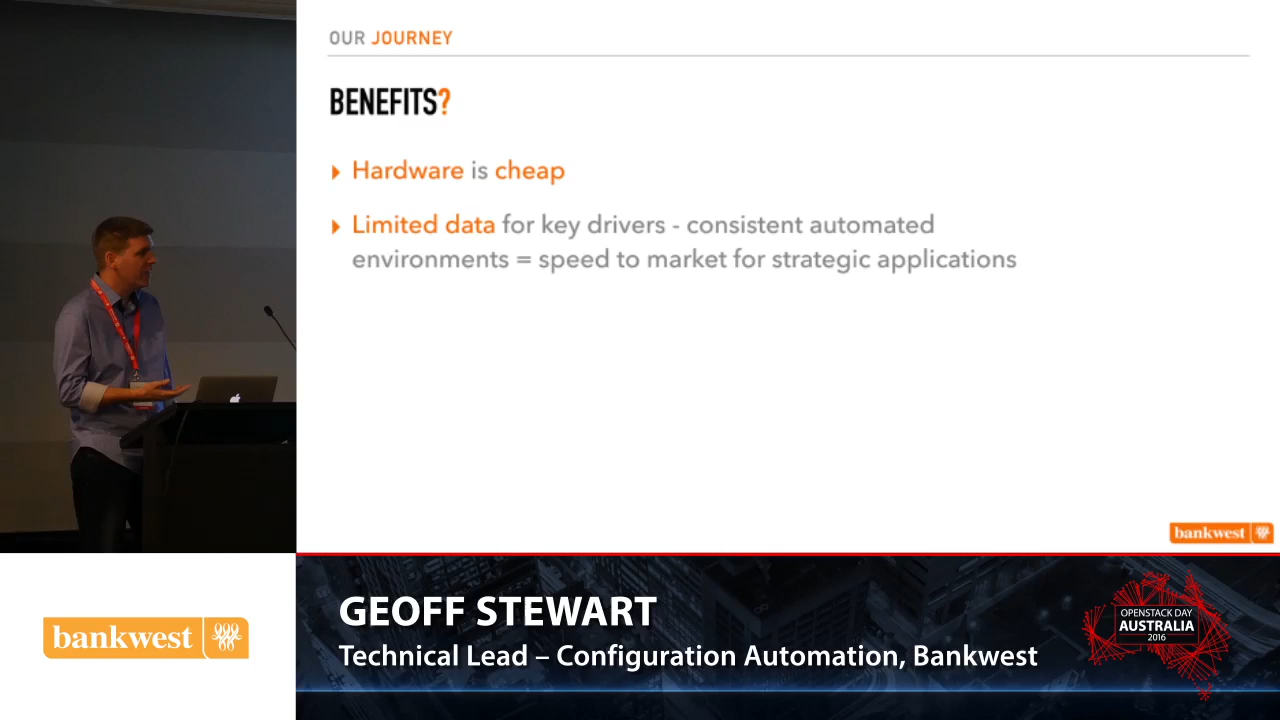 OUR JOURNEY
BENEFITS?
Hardware is cheap
Limited data for key drivers - consistent automated
environments = speed to market for strategic applications
bankwest
bankwest
GEOFF STEWART
Technical Lead – Configuration Automation, Bankwest
OPENSTACK DAY
AUSTRALIA
2016